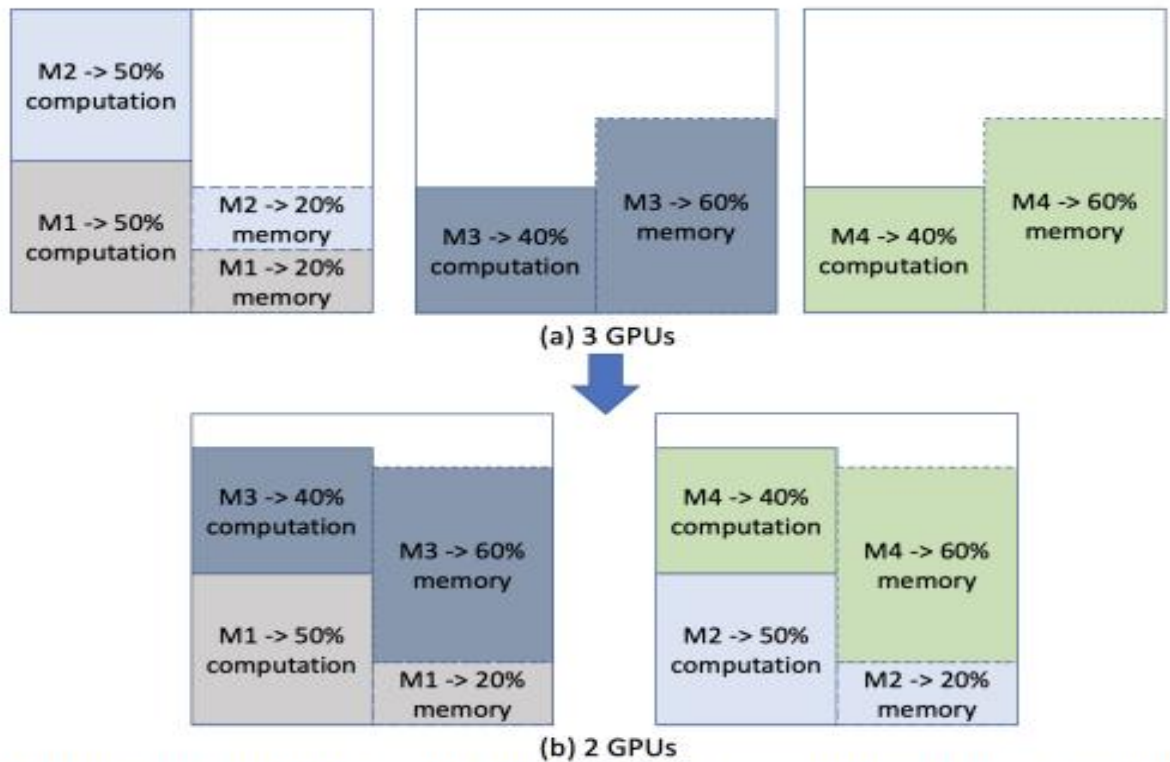 M2 -> 50%
computation
M1 -> 50%
computation
M2 -> 20%
memory
M1 -> 20%
memory
M3 -> 40%
computation
M3 -> 60%
memory
M4 -> 40%
computation
M4 -> 60%
memory
(a) 3 GPUs
M3 -> 40%
computation
M1 -> 50%
computation
M3 -> 60%
memory
M1 -> 20%
memory
M4 -> 40%
computation
M2 -> 50%
computation
M4 -> 60%
memory
M2 -> 20%
memory
(b) 2 GPUs